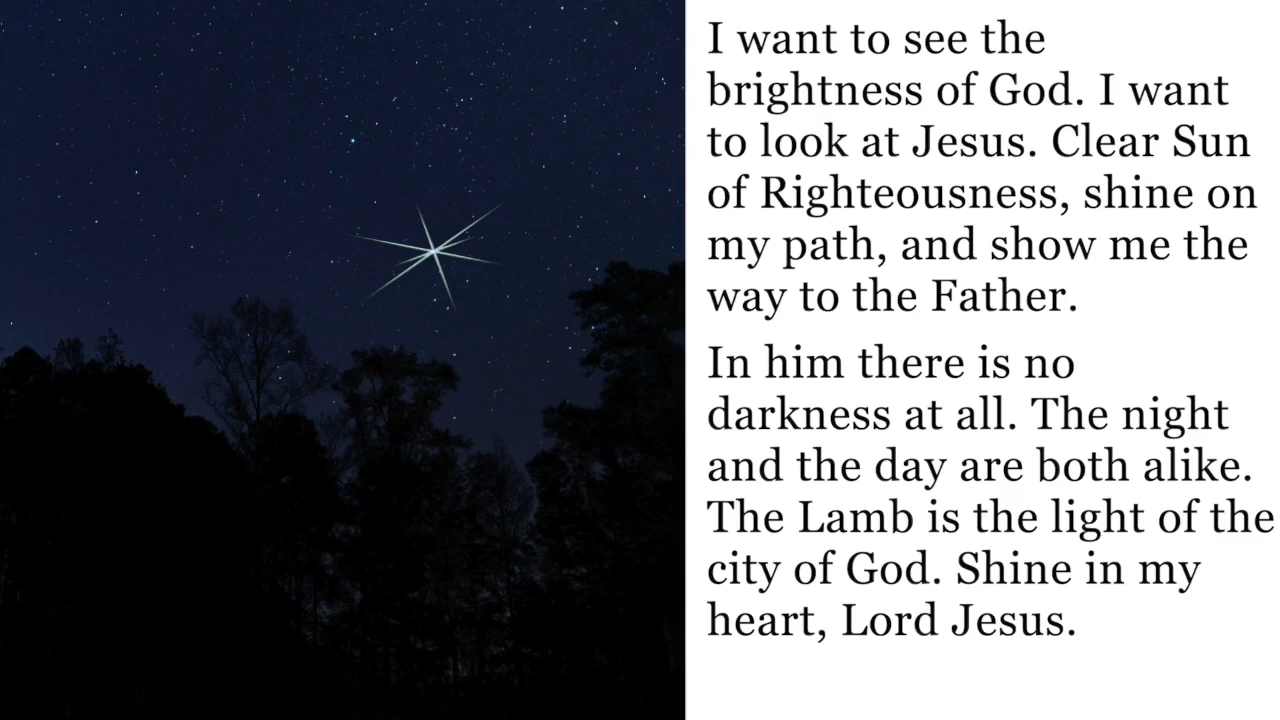 I want to see the
brightness of God. I want
to look at Jesus. Clear Sun
of Righteousness, shine on
my path, and show me the
way to the Father.
In him there is no
darkness at all. The night
and the day are both alike.
The Lamb is the light of the
city of God. Shine in my
heart, Lord Jesus.